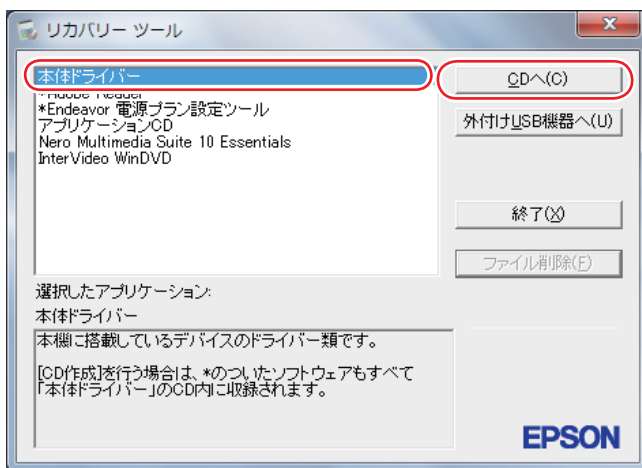 リカバリー ツール
本体ドライバー
*Adobe Reader
*Endeavor 電源プラン設定ツール
アプリケーションCD
Nero Multimedia Suite 10 Essentials
InterVideo WinDVD
CDへ(C)
外付けUSB機器へ(U)
終了(X)
ファイル削除(F)
選択したアプリケーション:
本体ドライバー
本機に搭載しているデバイスのドライバー類です。
[CD作成]を行う場合は、*のついたソフトウェアもすべて
「本体ドライバー」のCD内に収録されます。
EPSON